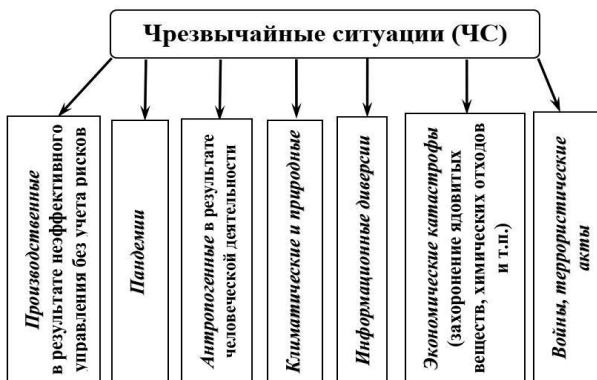 Чрезвычайные ситуации (ЧС)
Производственные
в результате неэффективного
управления без учета рисков
Пандемии
Антропогенные в результате
человеческой деятельности
Климатические и природные
Информационные диверсии
Экономические катастрофы
(захоронение ядовитых
веществ, химических отходов
и т.п.)
Войны, террористические
акты